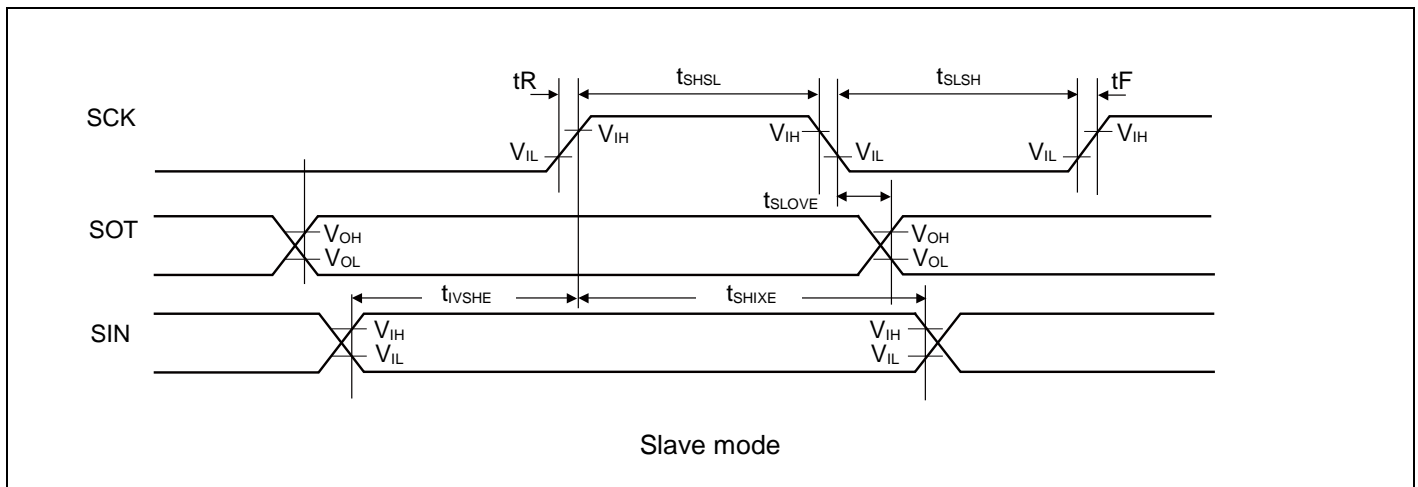 tR tSHSL tSLSH tF
SCK
VIH VIH VIH
VIL VIL VIL
tSLOVE
SOT
VOH VOH
VOL VOL
tIVSHE tSHIXE
SIN
VIH VIH
VIL VIL
Slave mode